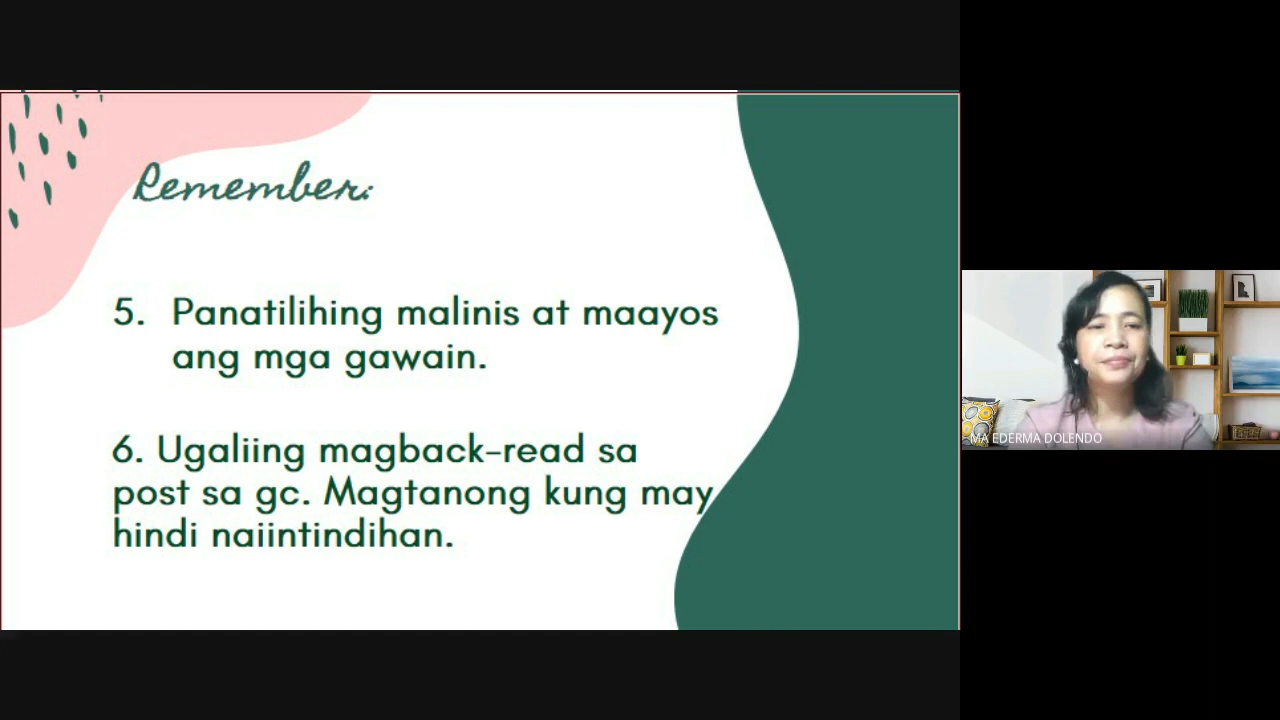 Remember:
5. Panatilihing malinis at maayos
ang mga gawain.
6. Ugaliing magback-read sa
post sa gc. Magtanong kung may
hindi naiintindihan.
MA EDERMA DOLENDO